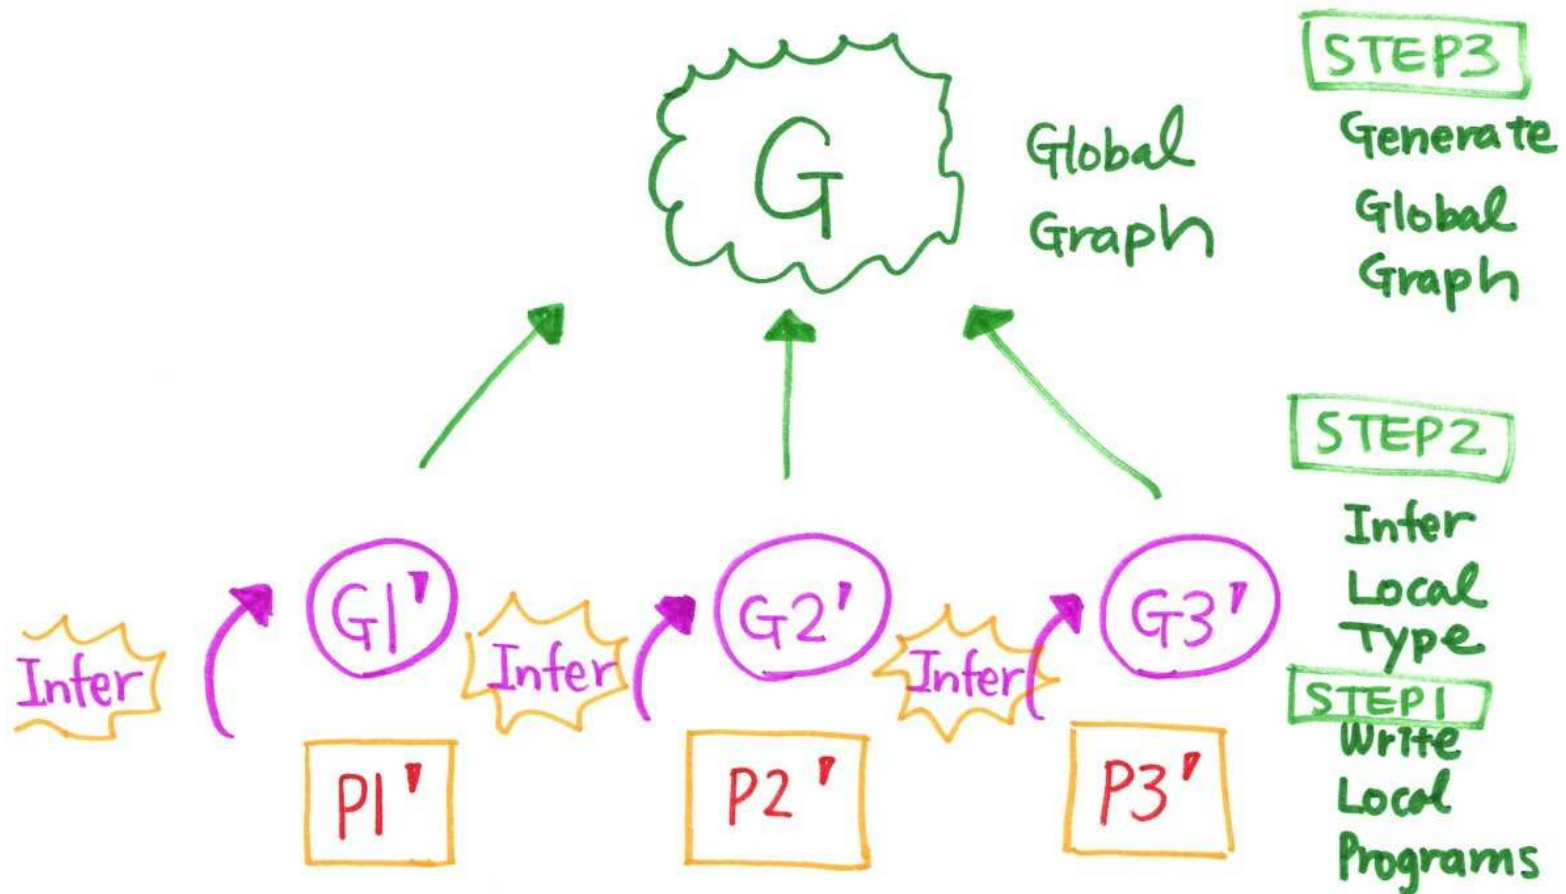 G
Global
Graph
STEP3
Generate
Global
Graph
STEP2
Infer
Local
Type
Infer
G1'
Infer
G2'
Infer
G3'
STEP1
Write
Local
Programs
P1'
P2'
P3'